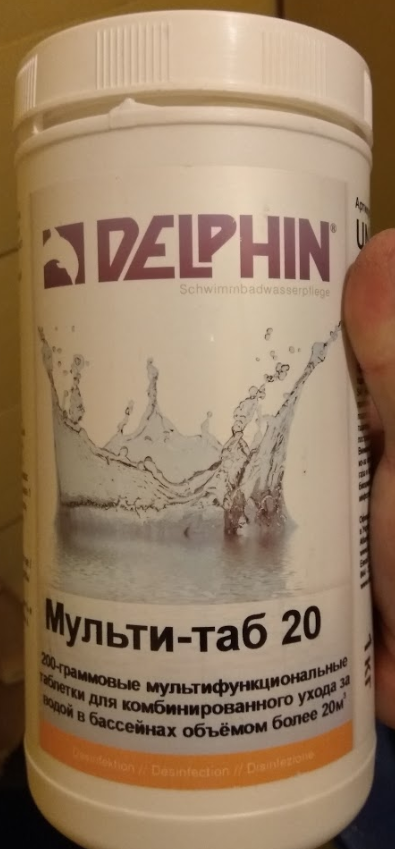 DELPHIN®
Schwimmbadwasserpflege
Мульти-таб 20
200-граммовые мультифункциональные
таблетки для комбинированного ухода за
водой в бассейнах объёмом более 20м³
Desinfektion // Desinfection // Disinfezione